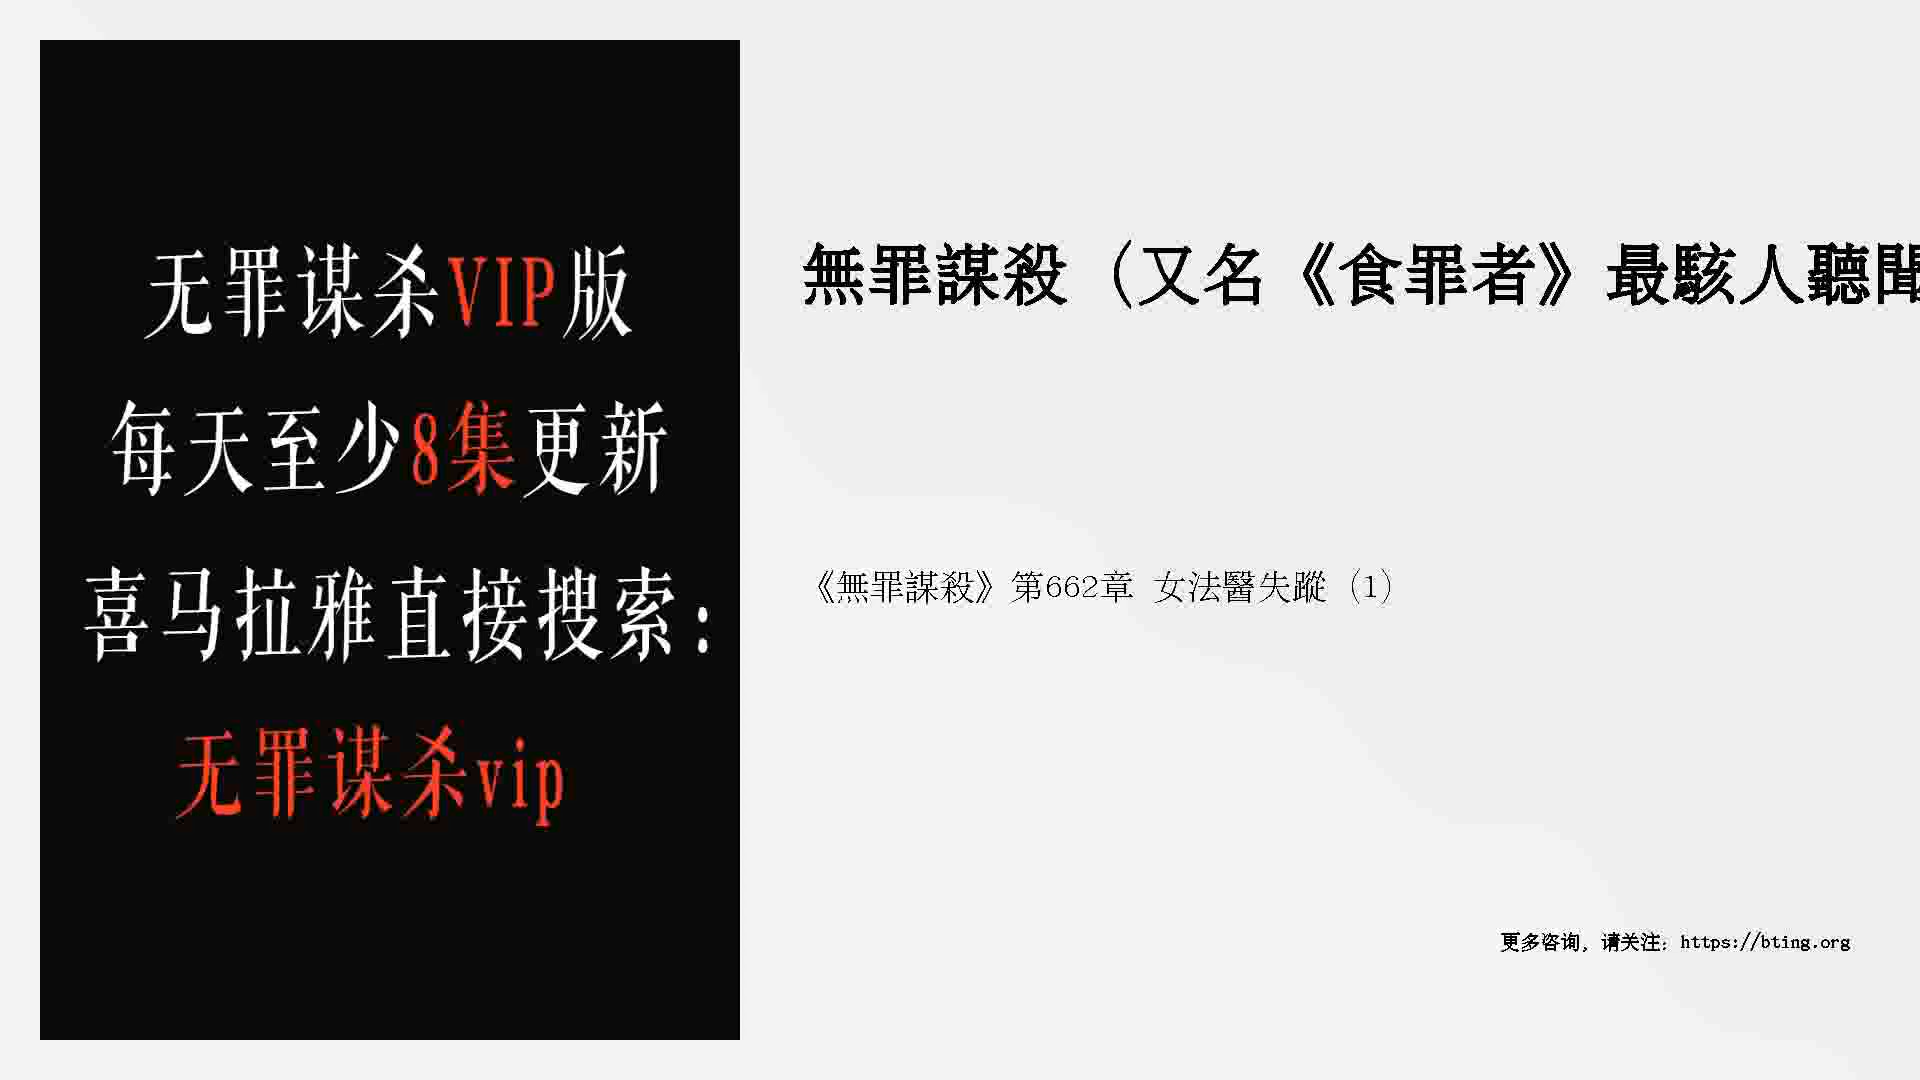 无罪谋杀VIP版
每天至少8集更新
喜马拉雅直接搜索：
无罪谋杀vip
無罪謀殺（又名《食罪者》最駭人聽聞
《無罪謀殺》第662章 女法醫失蹤（1）
更多咨询，请关注：https://bting.org